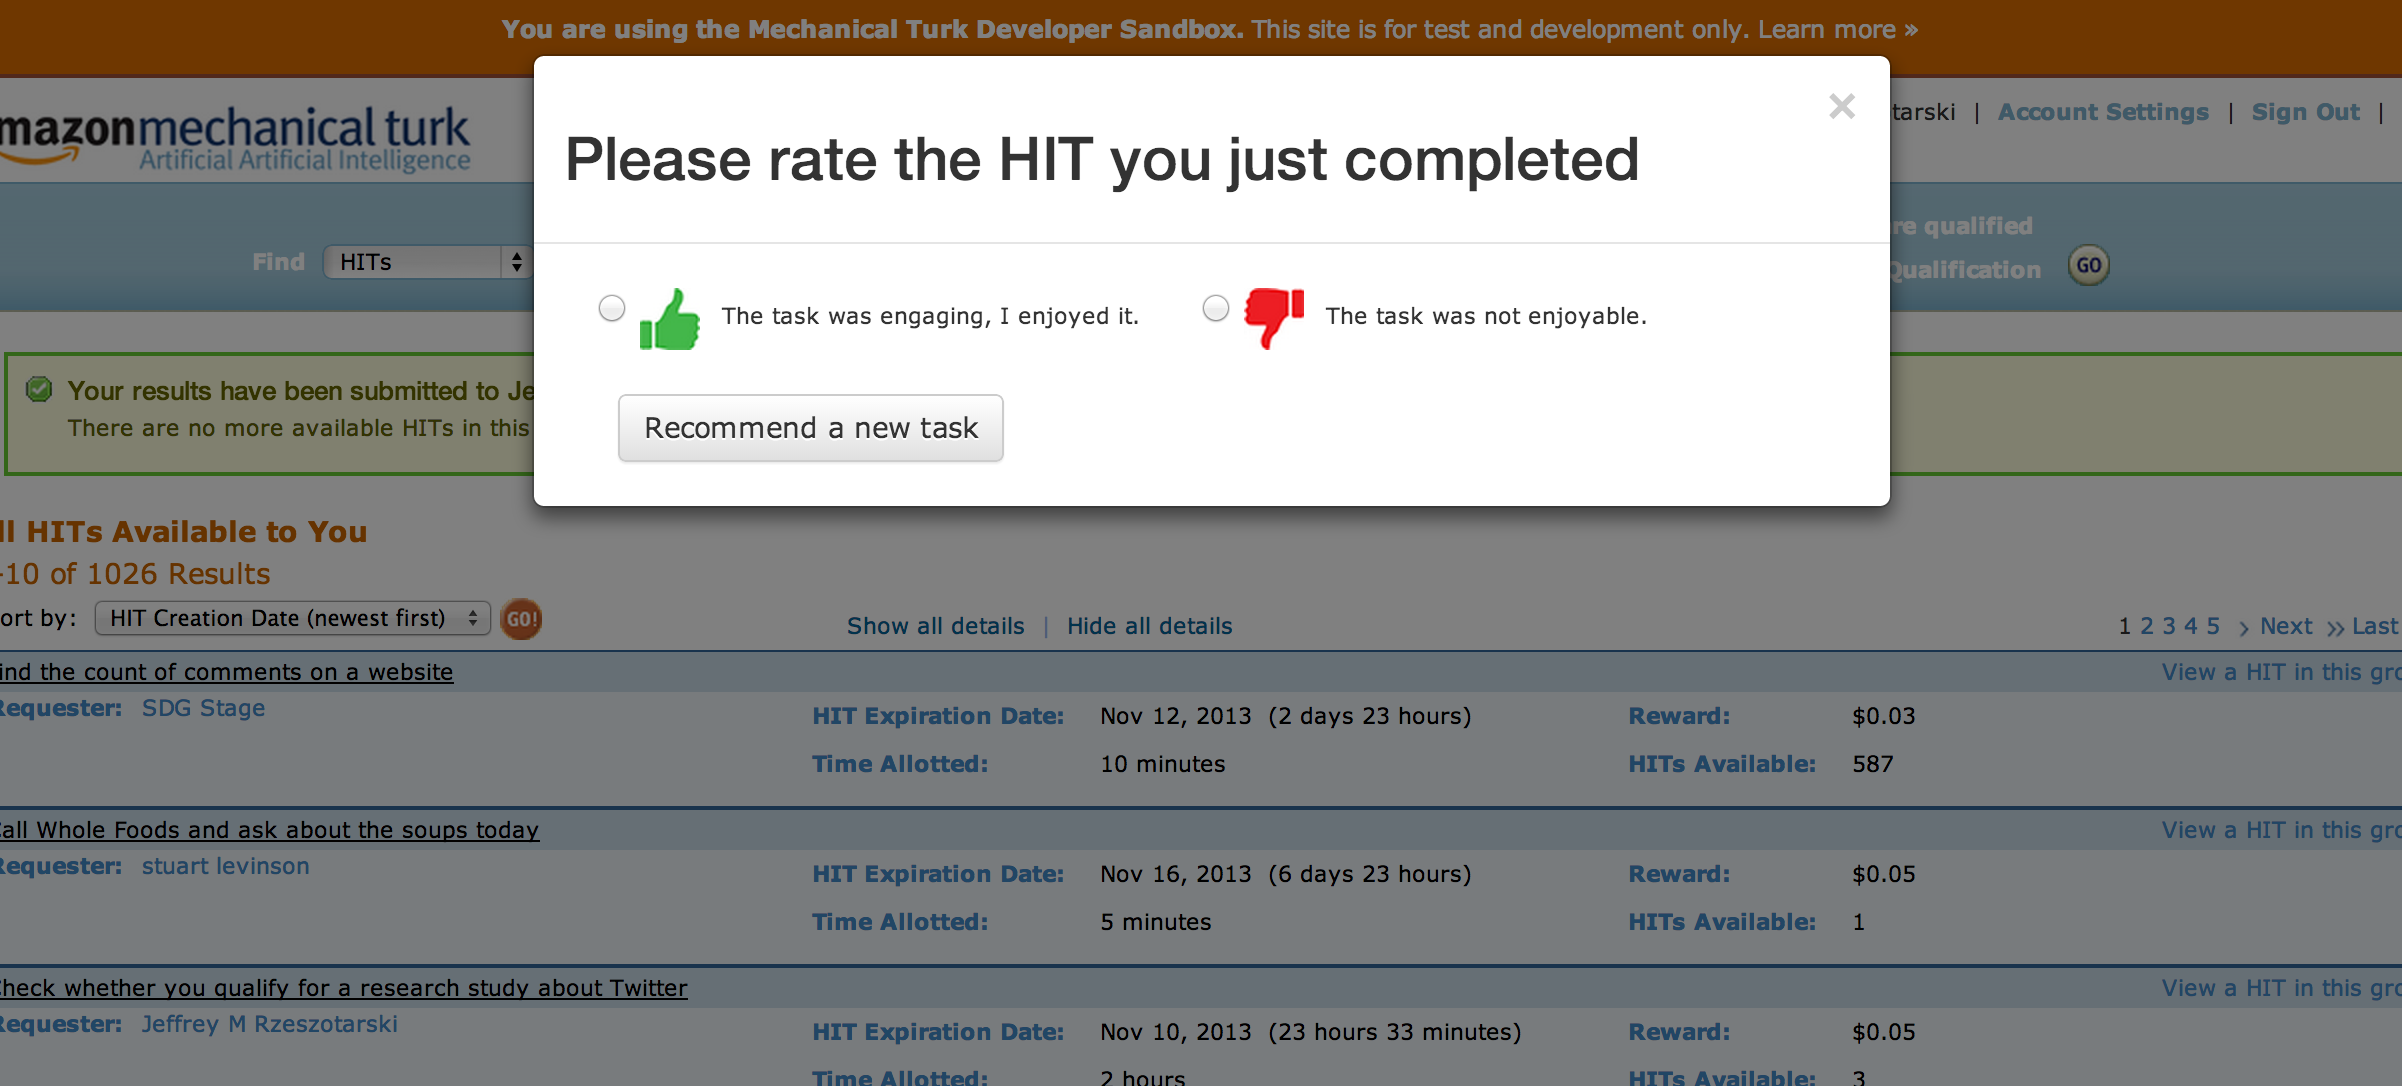 You are using the Mechanical Turk Developer Sandbox. This site is for test and development only. Learn more »
mazonmechanical turk
Artificial Artificial Intelligence
tarski | Account Settings | Sign Out |
Please rate the HIT you just completed
×
Find HITs
re qualified
Qualification GO
The task was engaging, I enjoyed it.
The task was not enjoyable.
Recommend a new task
Your results have been submitted to Je
There are no more available HITs in this
ll HITs Available to You
-10 of 1026 Results
ort by: HIT Creation Date (newest first) GO!
Show all details | Hide all details
1 2 3 4 5 › Next » Last
ind the count of comments on a website
View a HIT in this gro
Requester: SDG Stage
HIT Expiration Date: Nov 12, 2013 (2 days 23 hours)
Reward: $0.03
Time Allotted: 10 minutes
HITs Available: 587
Call Whole Foods and ask about the soups today
View a HIT in this gro
Requester: stuart levinson
HIT Expiration Date: Nov 16, 2013 (6 days 23 hours)
Reward: $0.05
Time Allotted: 5 minutes
HITs Available: 1
Check whether you qualify for a research study about Twitter
View a HIT in this gro
Requester: Jeffrey M Rzeszotarski
HIT Expiration Date: Nov 10, 2013 (23 hours 33 minutes)
Reward: $0.05
Time Allotted: 2 hours
HITs Available: 3